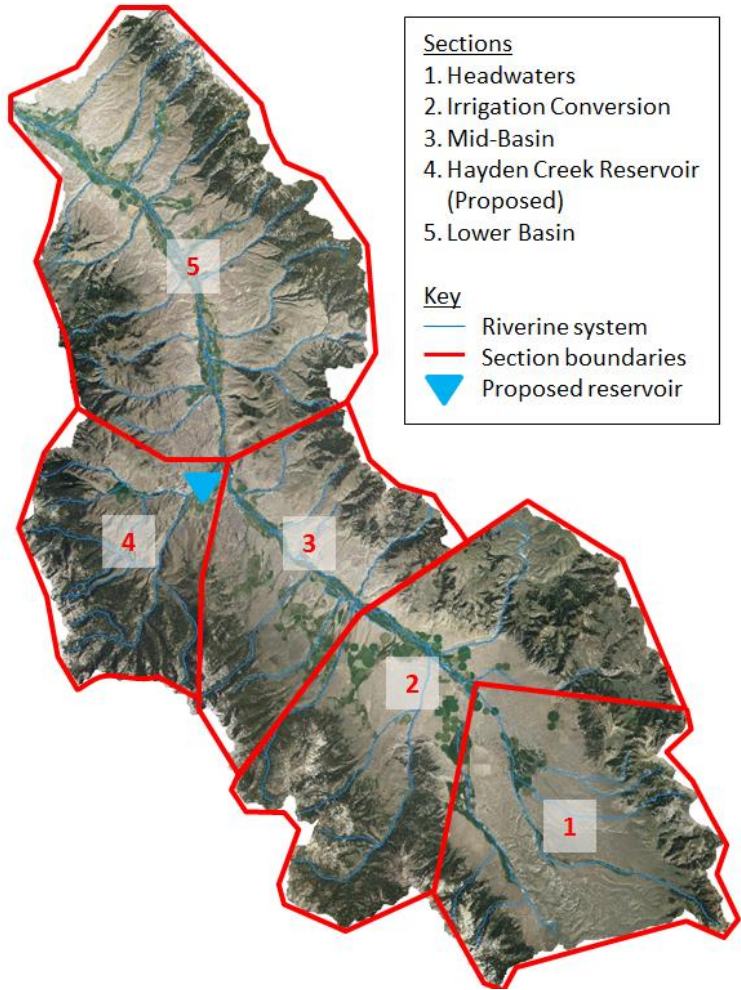 Sections
1. Headwaters
2. Irrigation Conversion
3. Mid-Basin
4. Hayden Creek Reservoir
(Proposed)
5. Lower Basin
Key
Riverine system
Section boundaries
Proposed reservoir
5
4
3
2
1